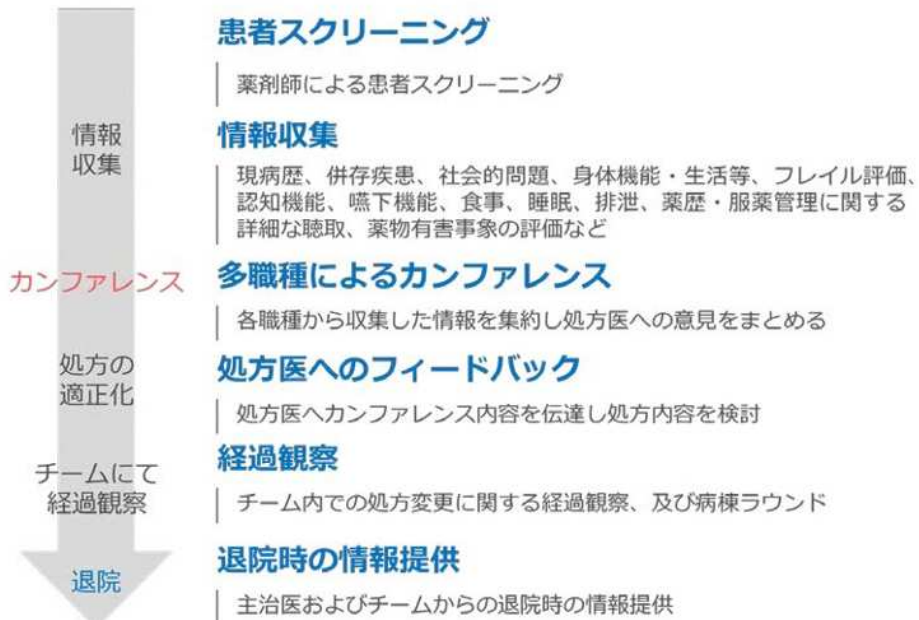 患者スクリーニング
薬剤師による患者スクリーニング
情報
収集
情報収集
現病歴、併存疾患、社会的問題、身体機能・生活等、フレイル評価、
認知機能、嚥下機能、食事、睡眠、排泄、薬歴・服薬管理に関する
詳細な聴取、薬物有害事象の評価など
カンファレンス
多職種によるカンファレンス
各職種から収集した情報を集約し処方医への意見をまとめる
処方の
適正化
処方医へのフィードバック
処方医へカンファレンス内容を伝達し処方内容を検討
チームにて
経過観察
経過観察
チーム内での処方変更に関する経過観察、及び病棟ラウンド
退院
退院時の情報提供
主治医およびチームからの退院時の情報提供